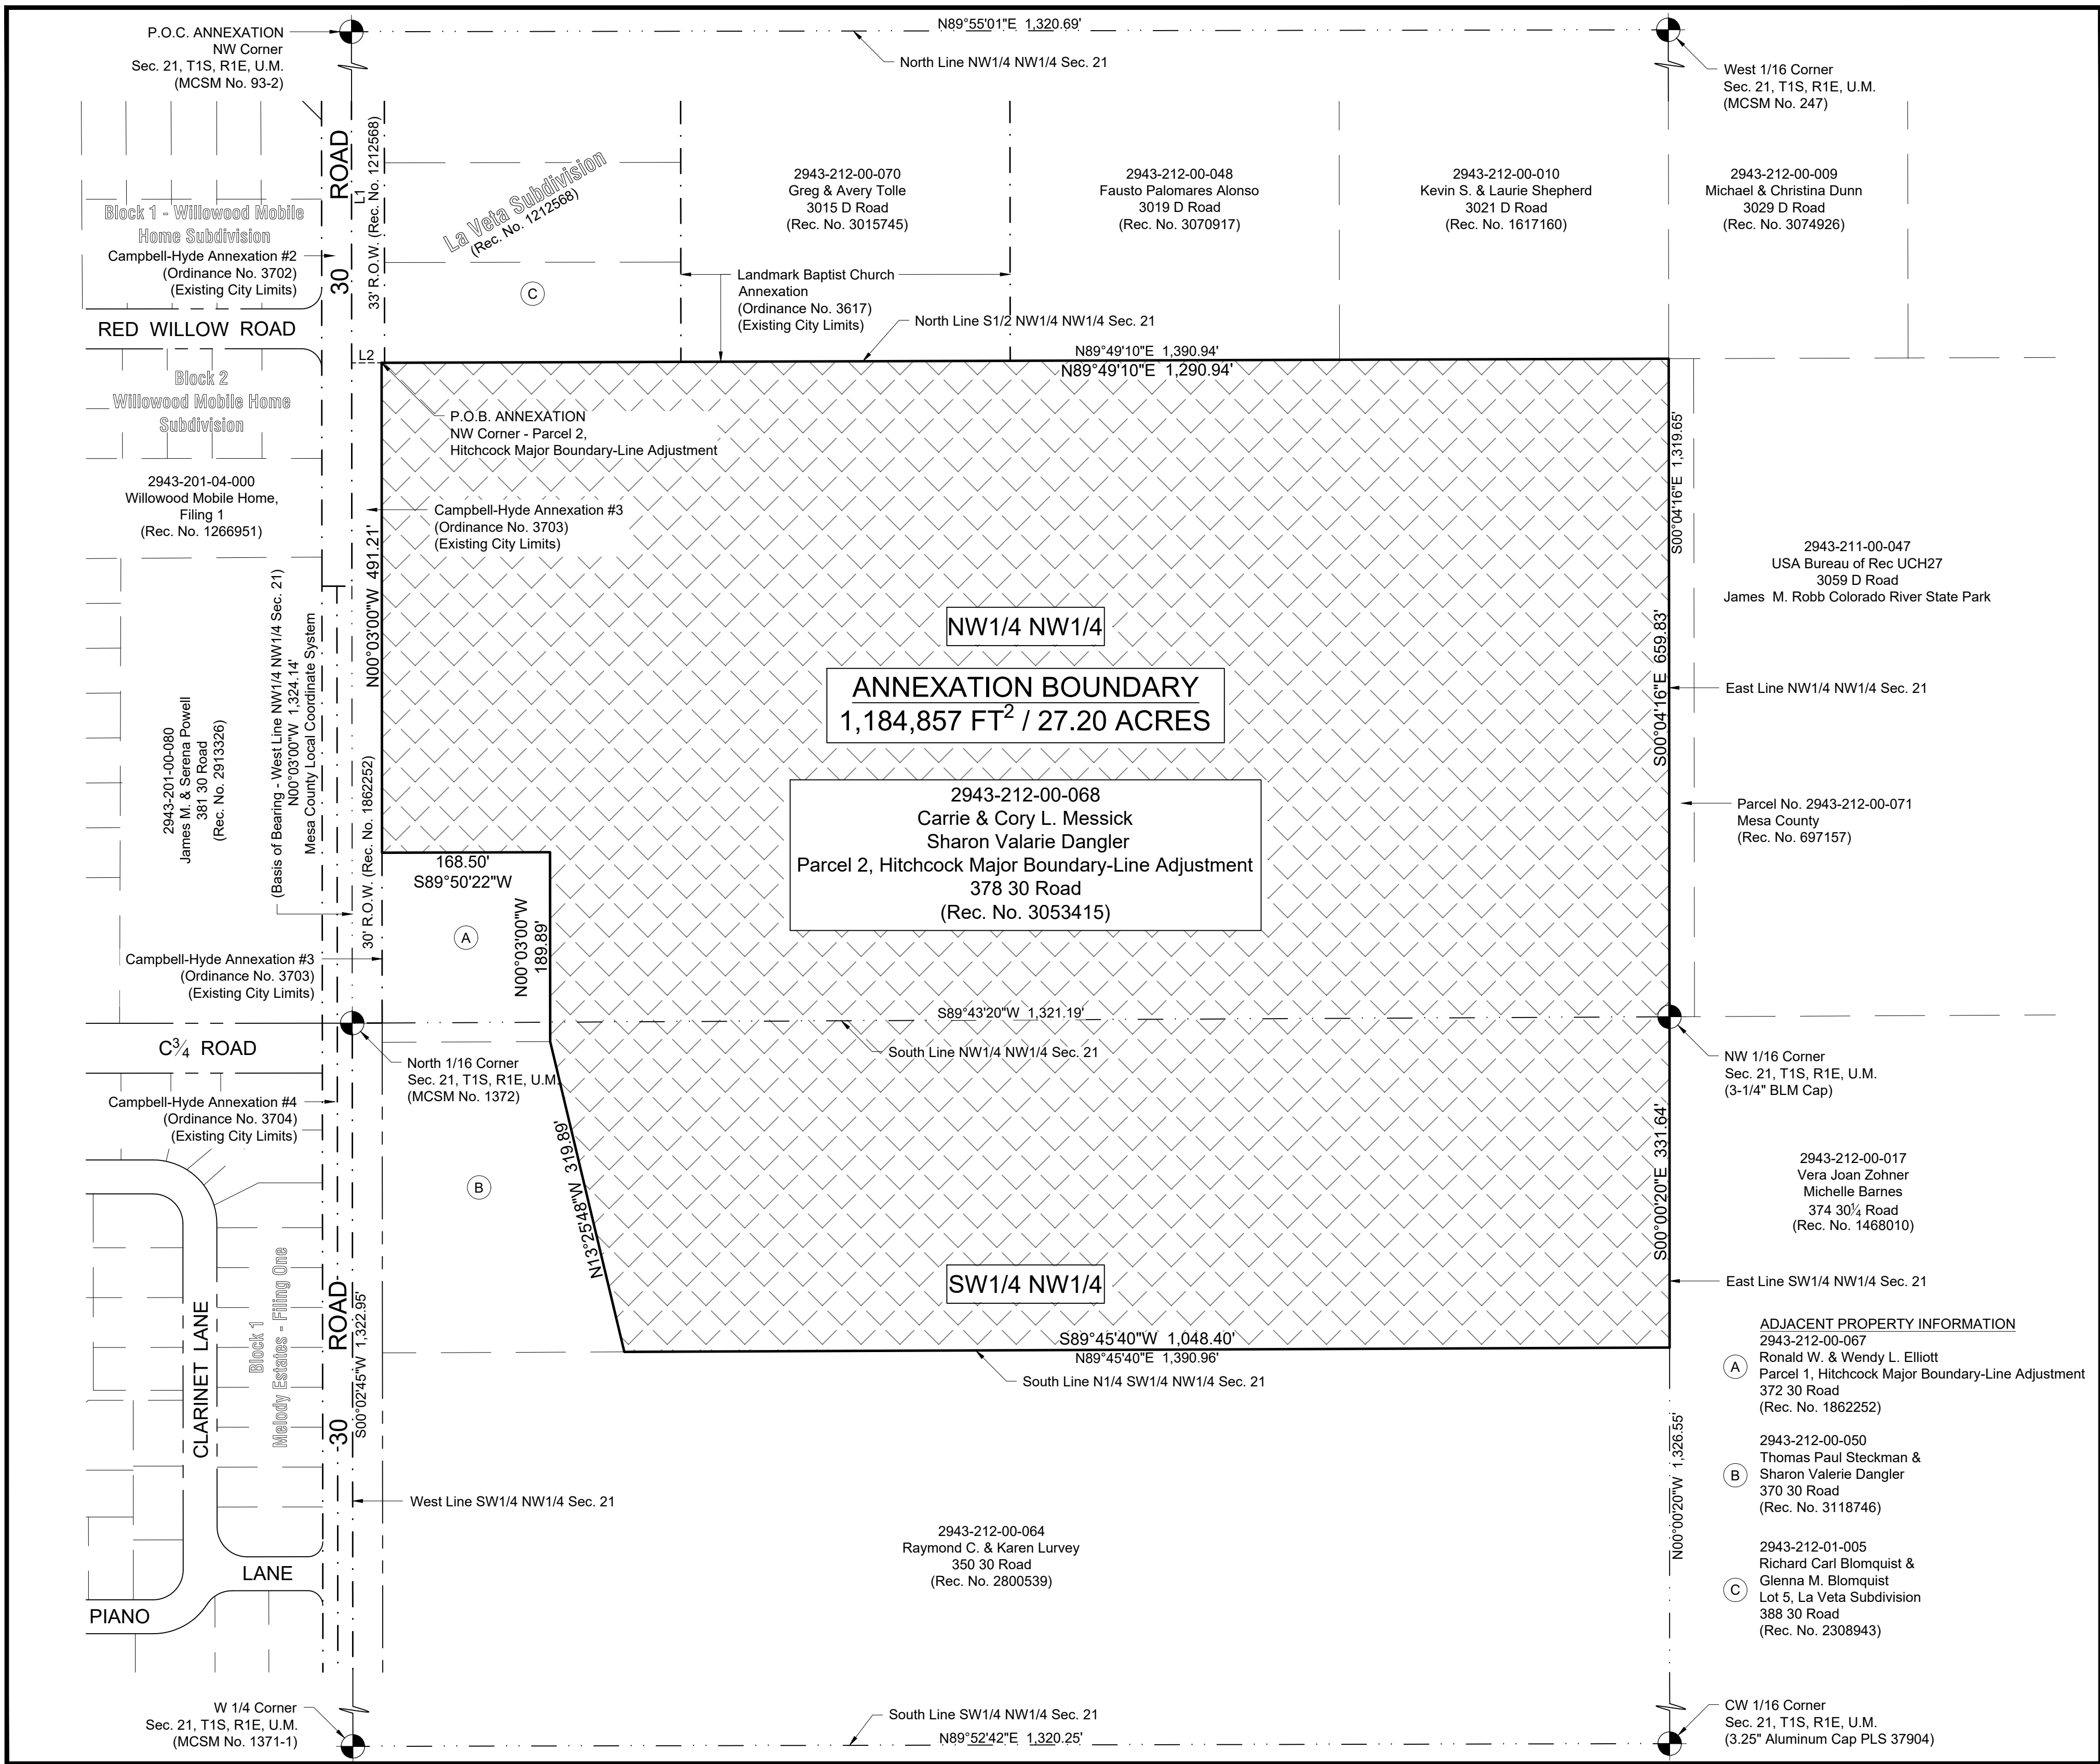 N89°55'01"E 1,320.69'
P.O.C. ANNEXATION
NW Corner
Sec. 21, T1S, R1E, U.M.
(MCSM No. 93-2)
North Line NW1/4 NW1/4 Sec. 21
West 1/16 Corner
Sec. 21, T1S, R1E, U.M.
(MCSM No. 247)
30 ROAD
L1
33' R.O.W. (Rec. No. 1212568)
La Veta Subdivision
(Rec. No. 1212568)
C
2943-212-00-070
Greg & Avery Tolle
3015 D Road
(Rec. No. 3015745)
2943-212-00-048
Fausto Palomares Alonso
3019 D Road
(Rec. No. 3070917)
2943-212-00-010
Kevin S. & Laurie Shepherd
3021 D Road
(Rec. No. 1617160)
2943-212-00-009
Michael & Christina Dunn
3029 D Road
(Rec. No. 3074926)
Block 1 - Willowood Mobile
Home Subdivision
Campbell-Hyde Annexation #2
(Ordinance No. 3702)
(Existing City Limits)
RED WILLOW ROAD
Landmark Baptist Church
Annexation
(Ordinance No. 3617)
(Existing City Limits)
North Line S1/2 NW1/4 NW1/4 Sec. 21
L2
N89°49'10"E 1,390.94'
N89°49'10"E 1,290.94'
Block 2
Willowood Mobile Home
Subdivision
P.O.B. ANNEXATION
NW Corner - Parcel 2,
Hitchcock Major Boundary-Line Adjustment
2943-201-04-000
Willowood Mobile Home,
Filing 1
(Rec. No. 1266951)
Campbell-Hyde Annexation #3
(Ordinance No. 3703)
(Existing City Limits)
N00°03'00"W 491.21'
S00°04'16"E 1,319.65'
2943-211-00-047
USA Bureau of Rec UCH27
3059 D Road
James M. Robb Colorado River State Park
NW1/4 NW1/4
S00°04'16"E 659.83'
ANNEXATION BOUNDARY
1,184,857 FT2 / 27.20 ACRES
East Line NW1/4 NW1/4 Sec. 21
2943-201-00-080
James M. & Serena Powell
381 30 Road
(Rec. No. 2913326)
(Basis of Bearing - West Line NW1/4 NW1/4 Sec. 21)
N00°03'00"W 1,324.14'
Mesa County Local Coordinate System
30' R.O.W. (Rec. No. 1862252)
2943-212-00-068
Carrie & Cory L. Messick
Sharon Valarie Dangler
Parcel 2, Hitchcock Major Boundary-Line Adjustment
378 30 Road
(Rec. No. 3053415)
Parcel No. 2943-212-00-071
Mesa County
(Rec. No. 697157)
168.50'
S89°50'22"W
A
N00°03'00"W
189.89'
Campbell-Hyde Annexation #3
(Ordinance No. 3703)
(Existing City Limits)
S89°43'20"W 1,321.19'
C3/4 ROAD
South Line NW1/4 NW1/4 Sec. 21
North 1/16 Corner
Sec. 21, T1S, R1E, U.M.
(MCSM No. 1372)
NW 1/16 Corner
Sec. 21, T1S, R1E, U.M.
(3-1/4" BLM Cap)
Campbell-Hyde Annexation #4
(Ordinance No. 3704)
(Existing City Limits)
N13°25'48"W 319.89'
B
S00°00'20"E 331.64'
2943-212-00-017
Vera Joan Zohner
Michelle Barnes
374 30 1/4 Road
(Rec. No. 1468010)
SW1/4 NW1/4
East Line SW1/4 NW1/4 Sec. 21
CLARINET LANE
Block 1
Melody Estates - Filing One
30 ROAD
S00°02'45"W 1,322.95'
S89°45'40"W 1,048.40'
N89°45'40"E 1,390.96'
South Line N1/4 SW1/4 NW1/4 Sec. 21
ADJACENT PROPERTY INFORMATION
2943-212-00-067
A
Ronald W. & Wendy L. Elliott
Parcel 1, Hitchcock Major Boundary-Line Adjustment
372 30 Road
(Rec. No. 1862252)
2943-212-00-050
Thomas Paul Steckman &
B
Sharon Valerie Dangler
370 30 Road
(Rec. No. 3118746)
N00°00'20"W 1,326.55'
West Line SW1/4 NW1/4 Sec. 21
2943-212-00-064
Raymond C. & Karen Lurvey
350 30 Road
(Rec. No. 2800539)
2943-212-01-005
Richard Carl Blomquist &
Glenna M. Blomquist
C
Lot 5, La Veta Subdivision
388 30 Road
(Rec. No. 2308943)
PIANO LANE
W 1/4 Corner
Sec. 21, T1S, R1E, U.M.
(MCSM No. 1371-1)
South Line SW1/4 NW1/4 Sec. 21
N89°52'42"E 1,320.25'
CW 1/16 Corner
Sec. 21, T1S, R1E, U.M.
(3.25" Aluminum Cap PLS 37904)